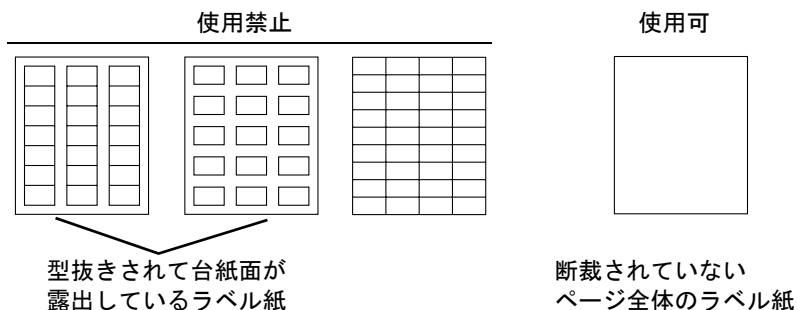 使用禁止
使用可
型抜きされて台紙面が
露出しているラベル紙
断裁されていない
ページ全体のラベル紙